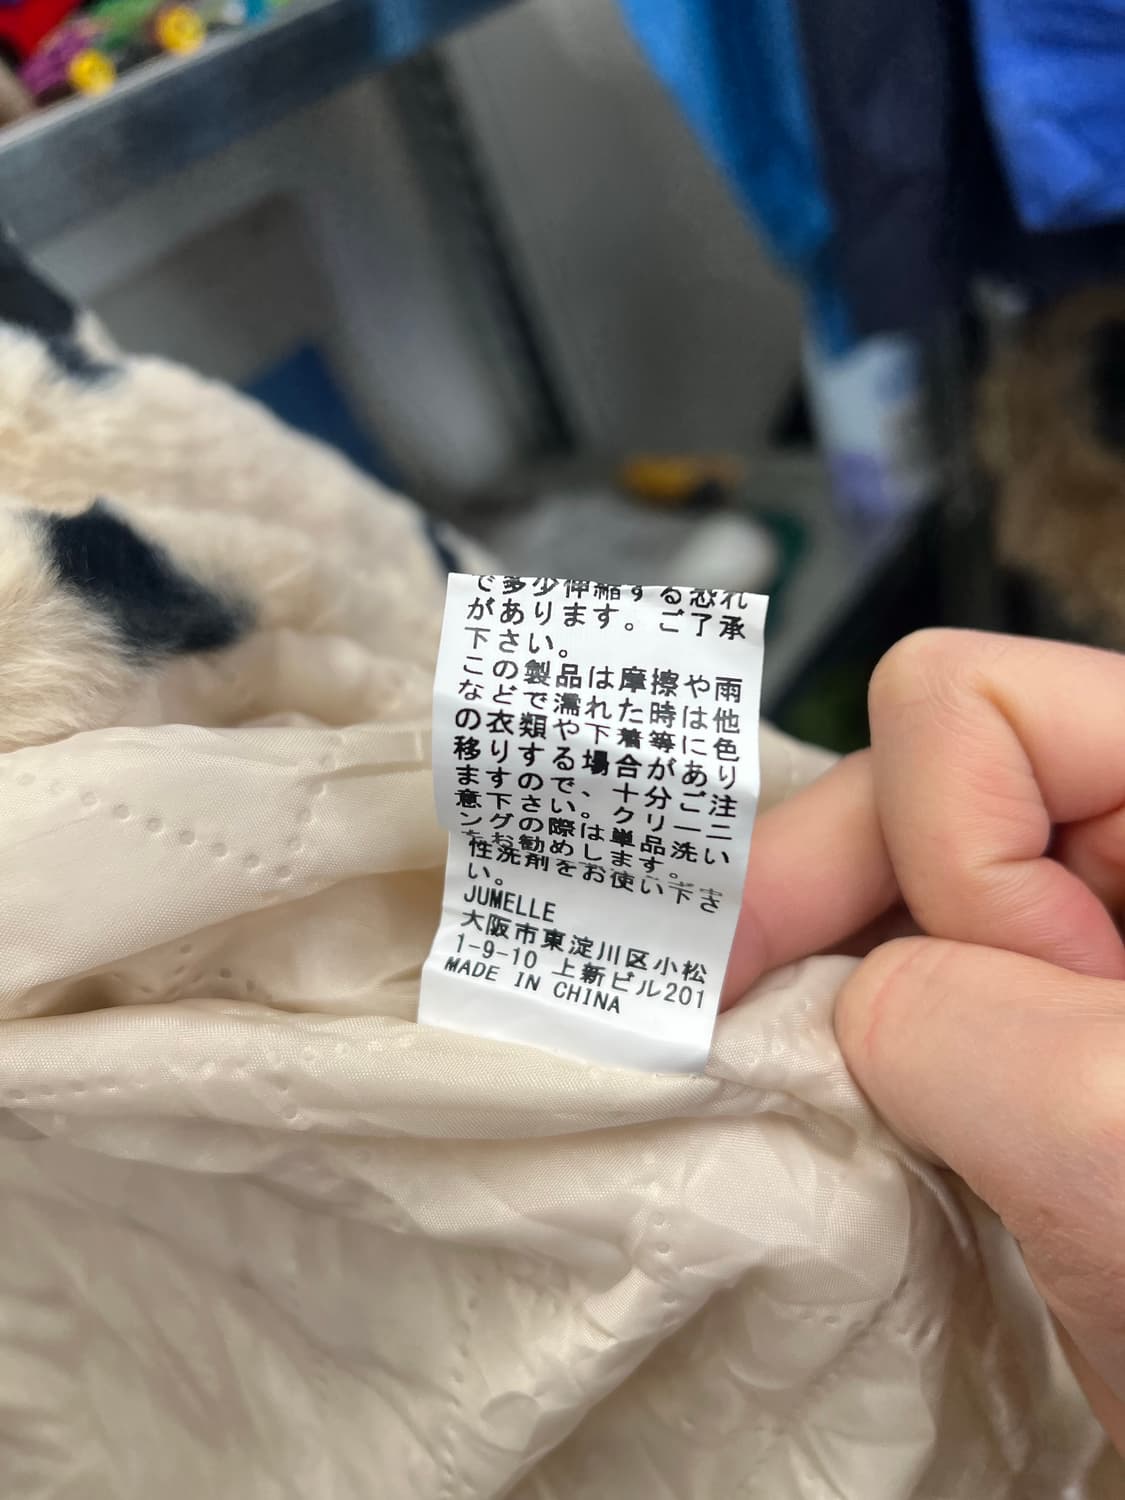 で多少伸縮する恐れ
があります。ご了承
下さい。
この製品は摩擦や雨
などで濡れた時は他
の衣類や下着等に色
移りする場合があり
ますので、十分ご注
意下さい。クリーニ
ングの際は単品洗い
をお勧めします。
性洗剤をお使い下さ
い。
JUMELLE
大阪市東淀川区小松
1-9-10 上新ビル201
MADE IN CHINA